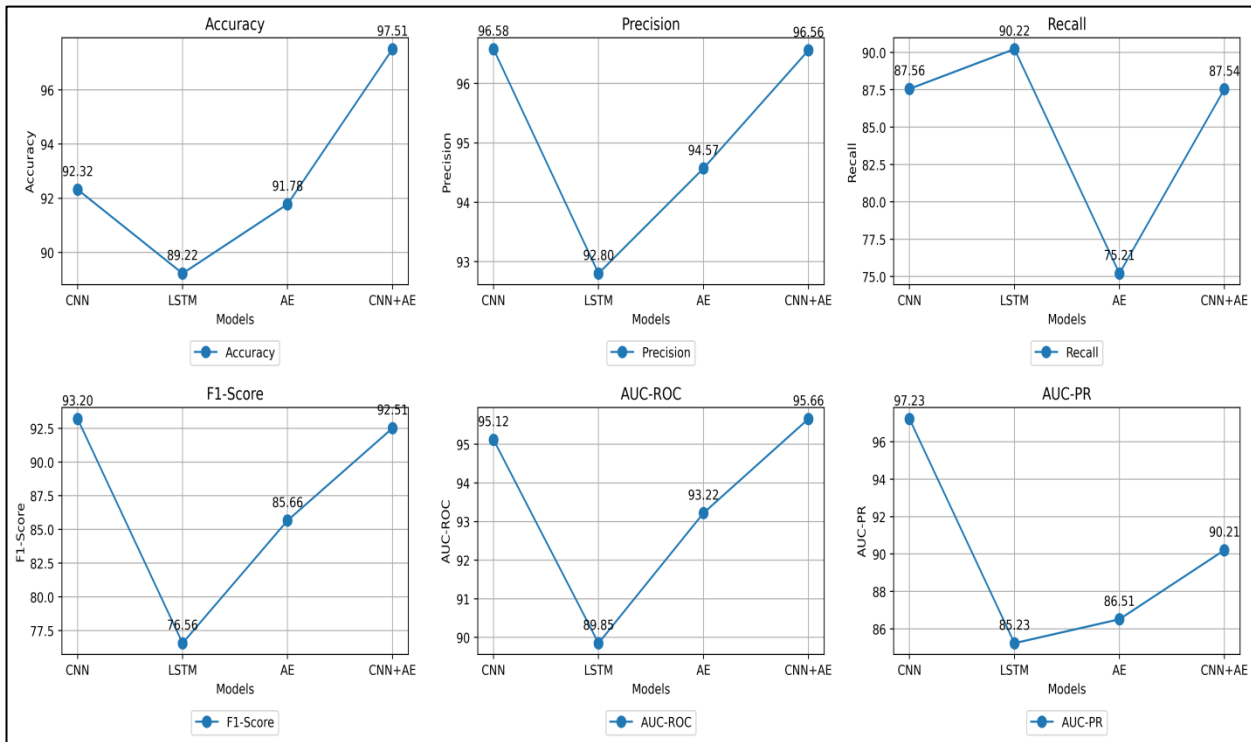 Accuracy
97.51
96
94
92.32
92
91.78
90
89.22
Accuracy
CNN LSTM AE CNN+AE
Models
Accuracy
Precision
96.58
96.56
96
95
94.57
94
93
92.80
Precision
CNN LSTM AE CNN+AE
Models
Precision
Recall
90.22
90.0
87.56
87.54
87.5
85.0
82.5
80.0
77.5
75.21
75.0
Recall
CNN LSTM AE CNN+AE
Models
Recall
F1-Score
93.20
92.51
92.5
90.0
87.5
85.66
85.0
82.5
80.0
77.5
76.56
F1-Score
CNN LSTM AE CNN+AE
Models
F1-Score
AUC-ROC
95.66
95.12
95
94
93.22
93
92
91
90
89.85
AUC-ROC
CNN LSTM AE CNN+AE
Models
AUC-ROC
AUC-PR
97.23
96
94
92
90.21
90
88
86.51
86
85.23
AUC-PR
CNN LSTM AE CNN+AE
Models
AUC-PR